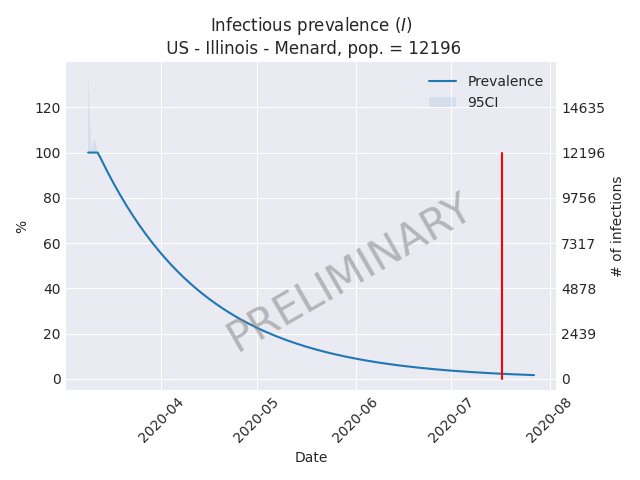 Infectious prevalence (I)
US - Illinois - Menard, pop. = 12196
Prevalence
95CI
120
100
80
60
40
20
0
%
14635
12196
9756
7317
4878
2439
0
# of infections
PRELIMINARY
2020-04
2020-05
2020-06
2020-07
2020-08
Date